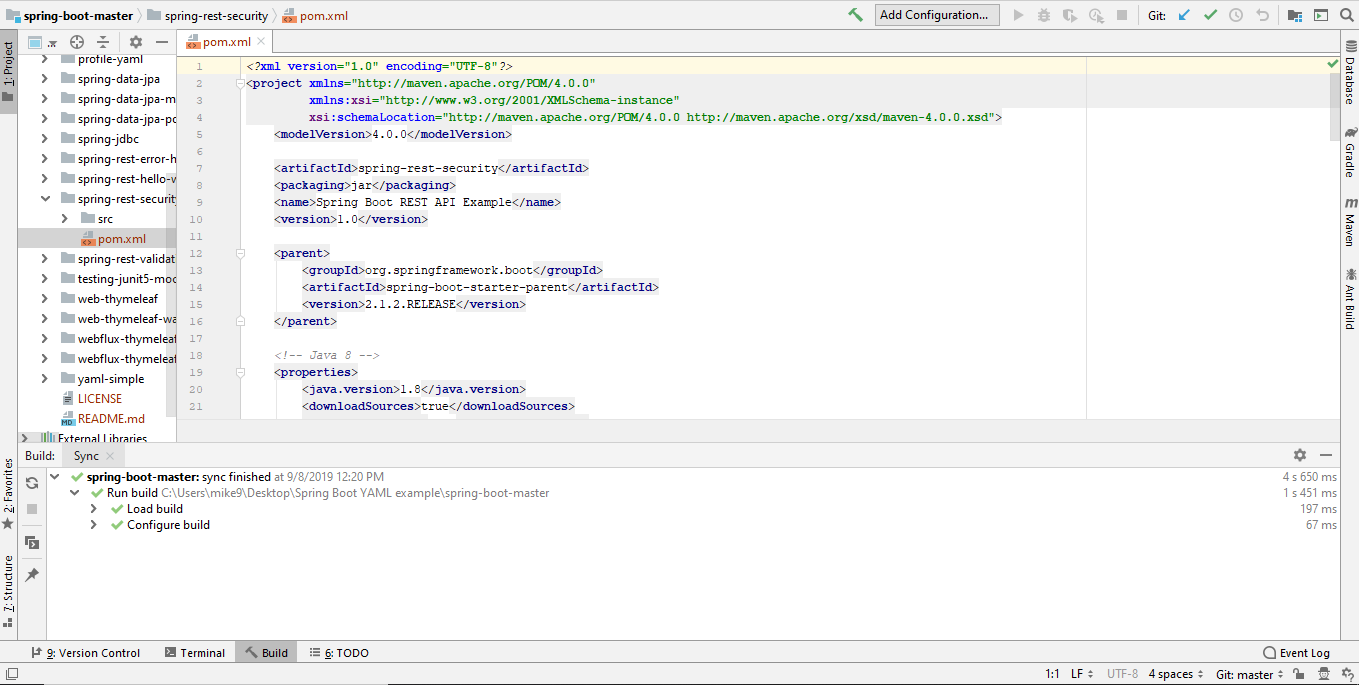 spring-boot-master spring-rest-security pom.xml Add Configuration... Git:
1: Project
pom.xml
profile-yaml
spring-data-jpa
spring-data-jpa-m
spring-data-jpa-po
spring-jdbc
spring-rest-error-h
spring-rest-hello-w
spring-rest-securit
src
pom.xml
spring-rest-validat
testing-junit5-moc
web-thymeleaf
web-thymeleaf-wa
webflux-thymeleaf
webflux-thymeleaf
yaml-simple
LICENSE
README.md
External Libraries
1 <?xml version="1.0" encoding="UTF-8"?>
2 <project xmlns="http://maven.apache.org/POM/4.0.0"
3 xmlns:xsi="http://www.w3.org/2001/XMLSchema-instance"
4 xsi:schemaLocation="http://maven.apache.org/POM/4.0.0 http://maven.apache.org/xsd/maven-4.0.0.xsd">
5 <modelVersion>4.0.0</modelVersion>
6
7 <artifactId>spring-rest-security</artifactId>
8 <packaging>jar</packaging>
9 <name>Spring Boot REST API Example</name>
10 <version>1.0</version>
11
12 <parent>
13 <groupId>org.springframework.boot</groupId>
14 <artifactId>spring-boot-starter-parent</artifactId>
15 <version>2.1.2.RELEASE</version>
16 </parent>
17
18 <!-- Java 8 -->
19 <properties>
20 <java.version>1.8</java.version>
21 <downloadSources>true</downloadSources>
Database
Gradle
m Maven
Ant Build
Build: Sync
spring-boot-master: sync finished at 9/8/2019 12:20 PM 4 s 650 ms
Run build C:\Users\mike9\Desktop\Spring Boot YAML example\spring-boot-master 1 s 451 ms
Load build 197 ms
Configure build 67 ms
2: Favorites
7: Structure
9: Version Control Terminal Build 6: TODO Event Log
1:1 LF UTF-8 4 spaces Git: master